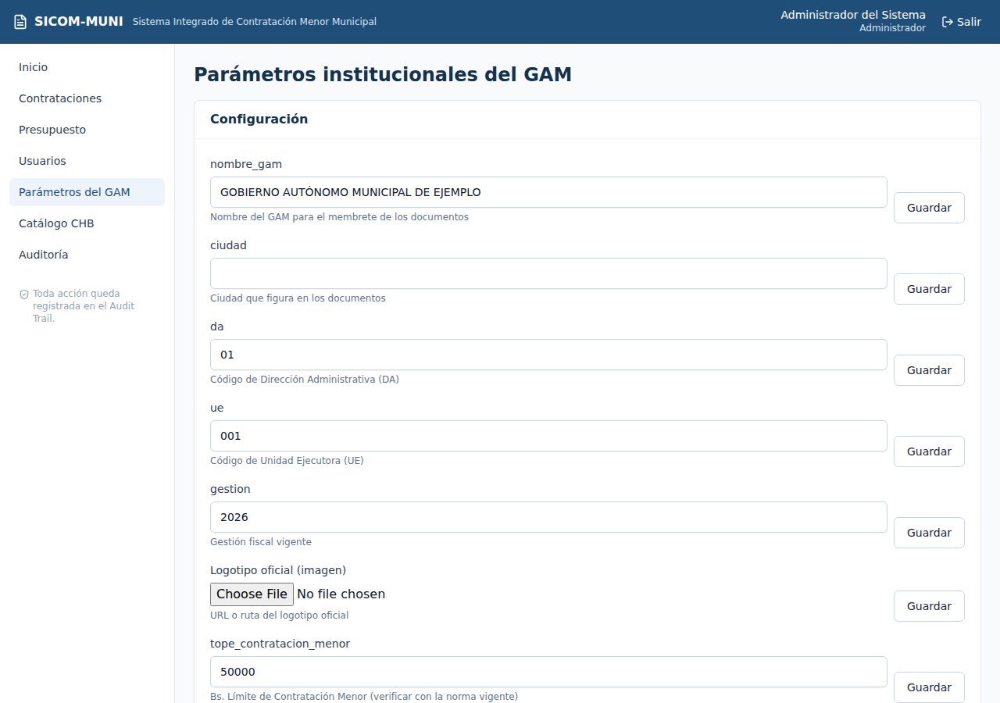 SICOM-MUNI Sistema Integrado de Contratación Menor Municipal
Administrador del Sistema
Administrador
Salir
Inicio
Contrataciones
Presupuesto
Usuarios
Parámetros del GAM
Catálogo CHB
Auditoría
Toda acción queda
registrada en el Audit
Trail.
Parámetros institucionales del GAM
Configuración
nombre_gam
GOBIERNO AUTÓNOMO MUNICIPAL DE EJEMPLO
Guardar
Nombre del GAM para el membrete de los documentos
ciudad
Guardar
Ciudad que figura en los documentos
da
01
Guardar
Código de Dirección Administrativa (DA)
ue
001
Guardar
Código de Unidad Ejecutora (UE)
gestion
2026
Guardar
Gestión fiscal vigente
Logotipo oficial (imagen)
Choose File No file chosen
Guardar
URL o ruta del logotipo oficial
tope_contratacion_menor
50000
Guardar
Bs. Límite de Contratación Menor (verificar con la norma vigente)